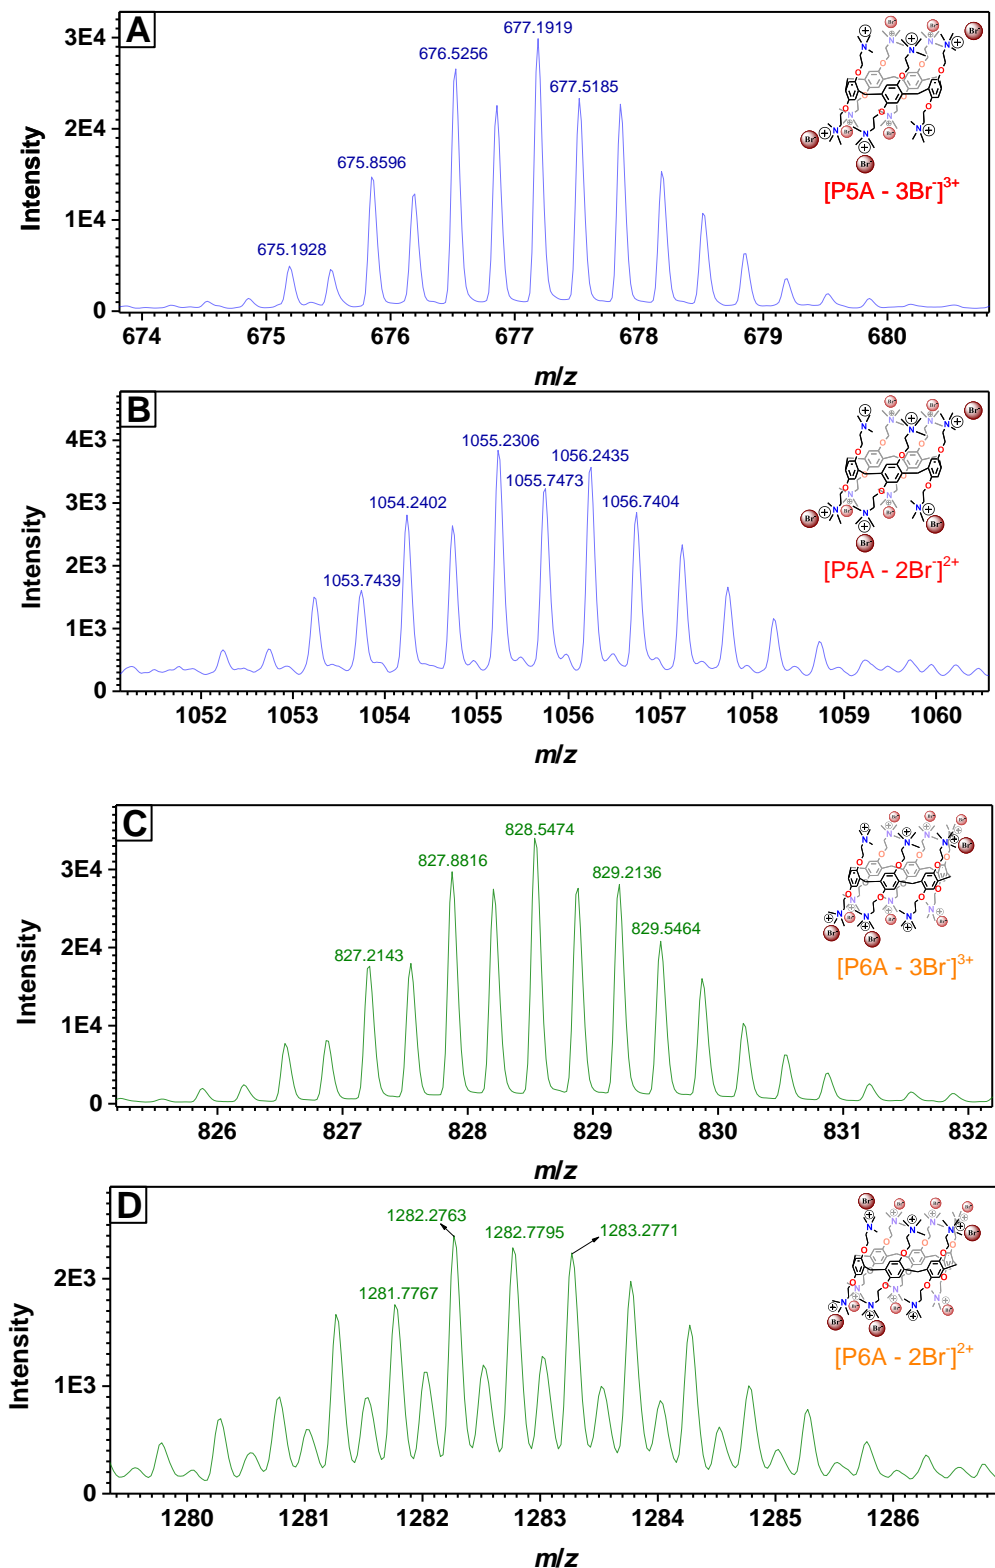 A
3E4
2E4
1E4
0
Intensity
675.1928
675.8596
676.5256
677.1919
677.5185
[P5A - 3Br⁻]³⁺
674 675 676 677 678 679 680
m/z
B
4E3
3E3
2E3
1E3
0
Intensity
1053.7439
1054.2402
1055.2306
1055.7473
1056.2435
1056.7404
[P5A - 2Br⁻]²⁺
1052 1053 1054 1055 1056 1057 1058 1059 1060
m/z
C
3E4
2E4
1E4
0
Intensity
827.2143
827.8816
828.5474
829.2136
829.5464
[P6A - 3Br⁻]³⁺
826 827 828 829 830 831 832
m/z
D
2E3
1E3
0
Intensity
1281.7767
1282.2763
1282.7795
1283.2771
[P6A - 2Br⁻]²⁺
1280 1281 1282 1283 1284 1285 1286
m/z